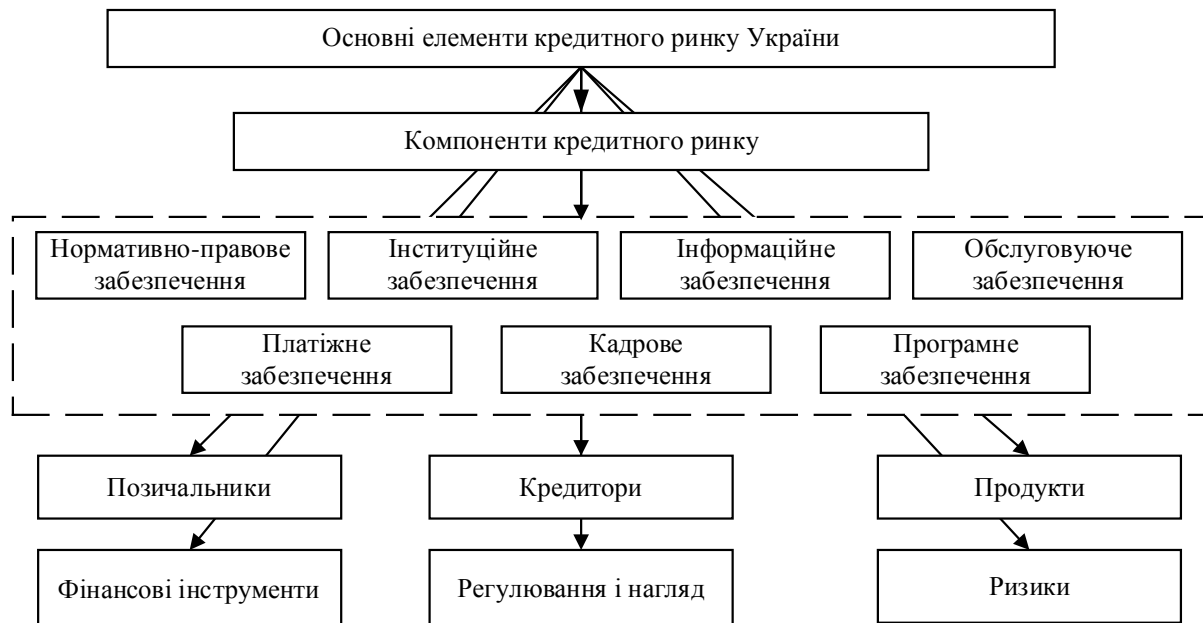 Основні елементи кредитного ринку України
Компоненти кредитного ринку
Нормативно-правове
забезпечення
Інституційне
забезпечення
Інформаційне
забезпечення
Обслуговуюче
забезпечення
Платіжне
забезпечення
Кадрове
забезпечення
Програмне
забезпечення
Позичальники
Кредитори
Продукти
Фінансові інструменти
Регулювання і нагляд
Ризики